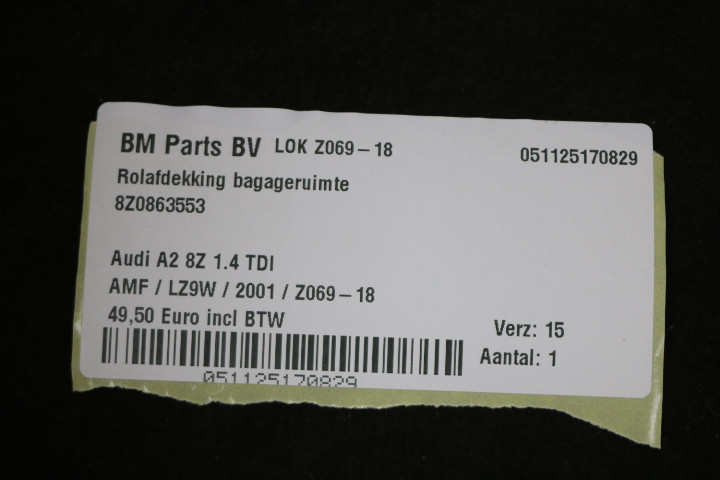 BM Parts BV LOK Z069-18 051125170829
Rolafdekking bagageruimte
8Z0863553
Audi A2 8Z 1.4 TDI
AMF / LZ9W / 2001 / Z069-18
49,50 Euro incl BTW
Verz: 15
Aantal: 1
051125170829